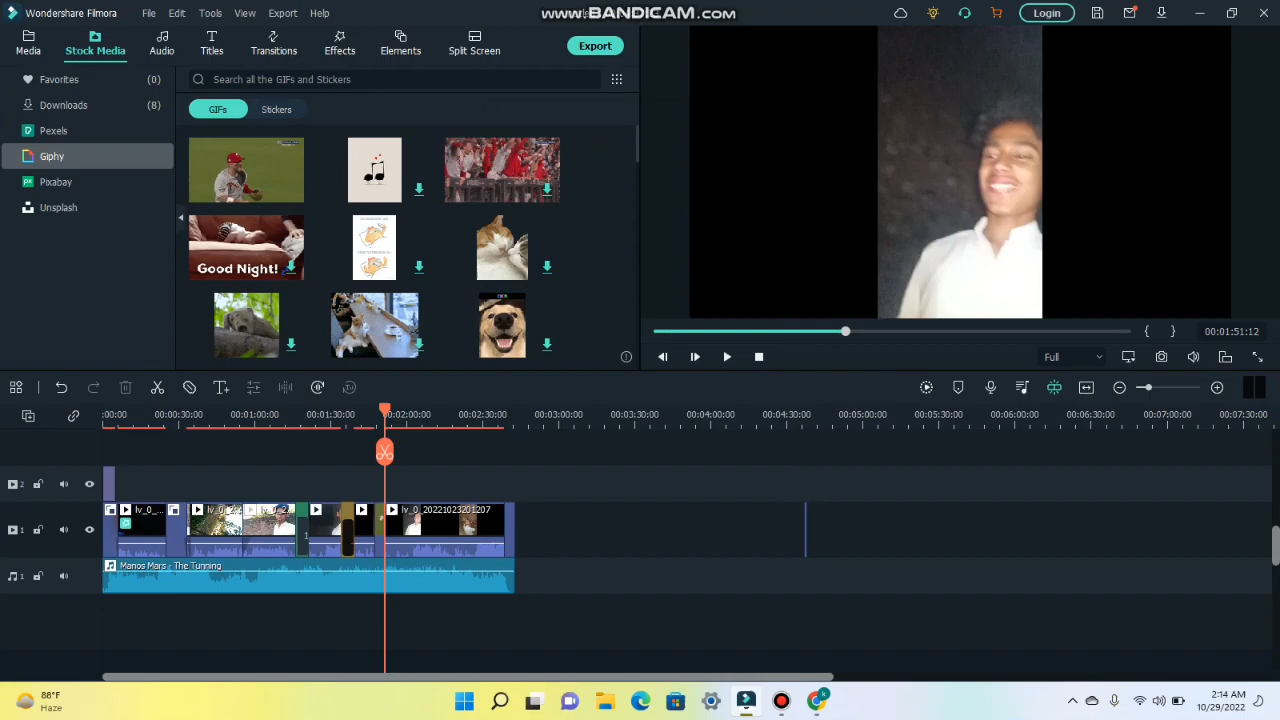 Wondershare Filmora File Edit Tools View Export Help
www.BANDICAM.com
Login
Media Stock Media Audio Titles Transitions Effects Elements Split Screen Export
Favorites (0)
Downloads (8)
Pexels
Giphy
Pixabay
Unsplash
Search all the GIFs and Stickers
GIFs Stickers
Good Night!
00:01:51:12
Full
:00:00 00:00:30:00 00:01:00:00 00:01:30:00 00:02:00:00 00:02:30:00 00:03:00:00 00:03:30:00 00:04:00:00 00:04:30:00 00:05:00:00 00:05:30:00 00:06:00:00 00:06:30:00 00:07:00:00 00:07:30:00
2
1 lv_0_... lv_0_20221023201207
1
Manos Mars - The Tunning
88°F
Haze
2:14 AM
10/29/2022